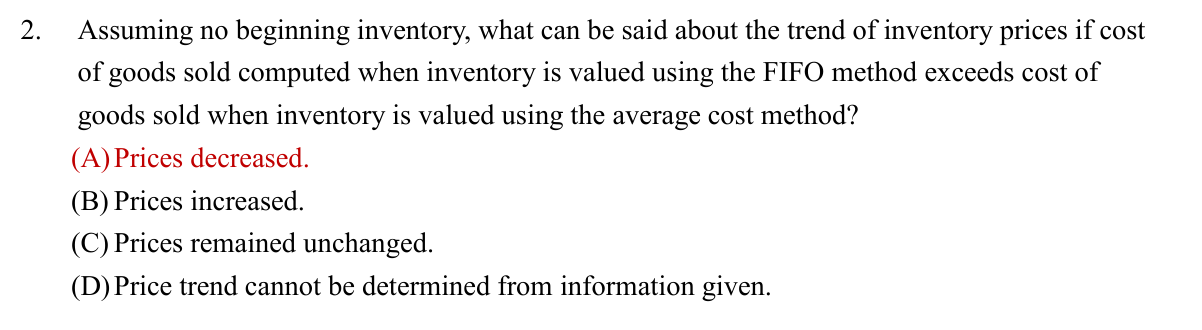 2. Assuming no beginning inventory, what can be said about the trend of inventory prices if cost
of goods sold computed when inventory is valued using the FIFO method exceeds cost of
goods sold when inventory is valued using the average cost method?
(A) Prices decreased.
(B) Prices increased.
(C) Prices remained unchanged.
(D) Price trend cannot be determined from information given.